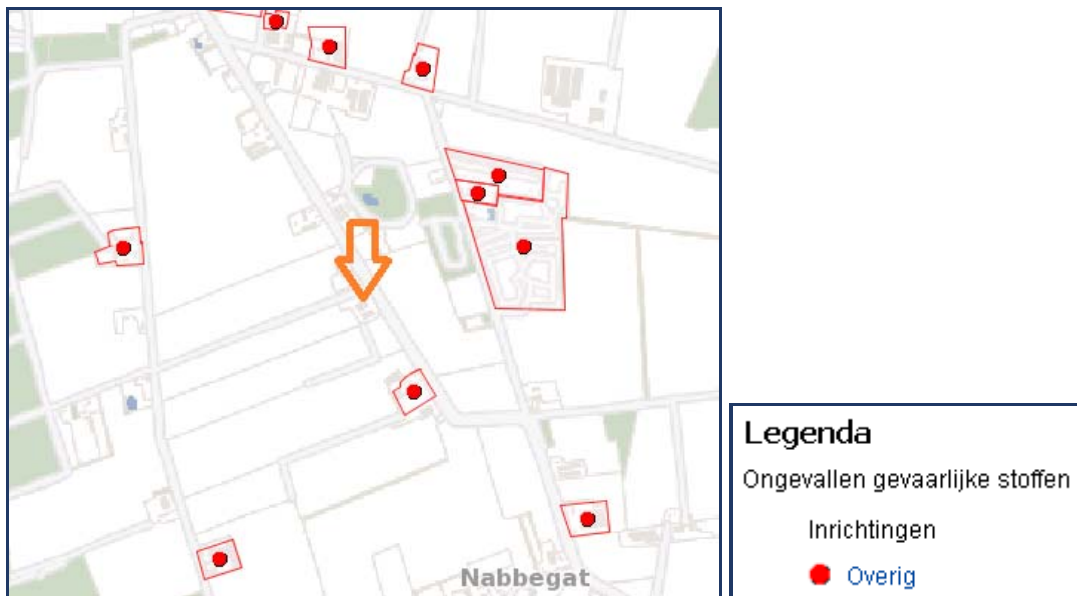 Nabbegat
Legenda
Ongevallen gevaarlijke stoffen
Inrichtingen
Overig